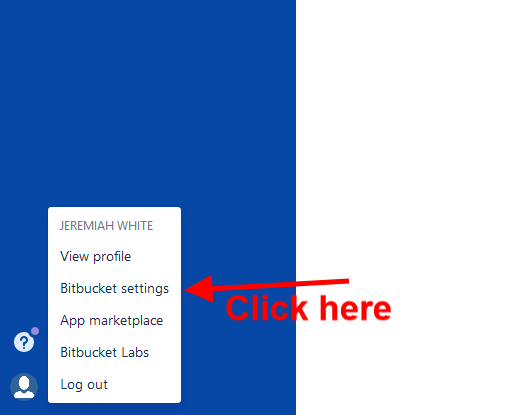 JEREMIAH WHITE
View profile
Bitbucket settings
Click here
App marketplace
Bitbucket Labs
?
Log out